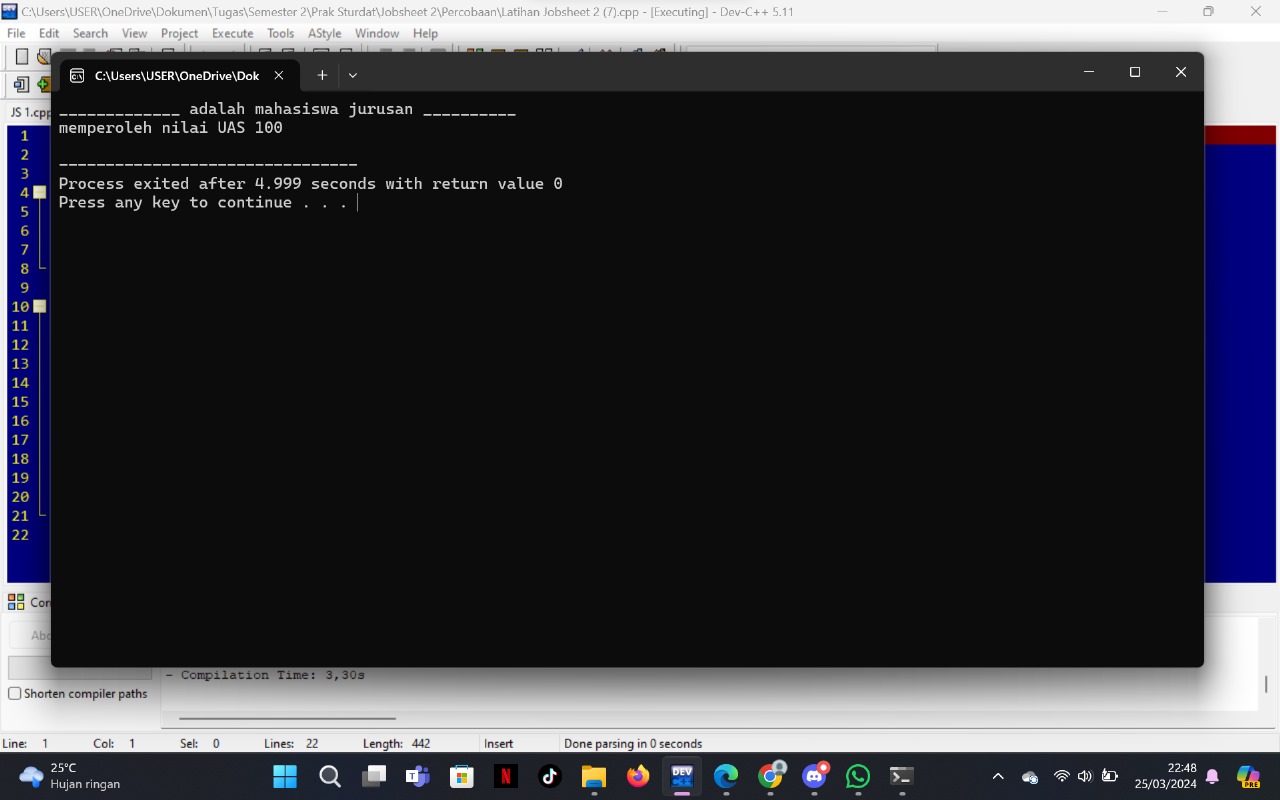 C:\Users\USER\OneDrive\Dokumen\Tugas\Semester 2\Prak Sturdat\Jobsheet 2\Percobaan\Latihan Jobsheet 2 (7).cpp - [Executing] - Dev-C++ 5.11
File Edit Search View Project Execute Tools AStyle Window Help
C:\Users\USER\OneDrive\Dok
JS 1.cpp
_____________ adalah mahasiswa jurusan __________
memperoleh nilai UAS 100
--------------------------------
Process exited after 4.999 seconds with return value 0
Press any key to continue . . .
1
2
3
4
5
6
7
8
9
10
11
12
13
14
15
16
17
18
19
20
21
22
- Compilation Time: 3,30s
Shorten compiler paths
Line: 1 Col: 1 Sel: 0 Lines: 22 Length: 442 Insert Done parsing in 0 seconds
25°C
Hujan ringan
DEV
PRE
22:48
25/03/2024